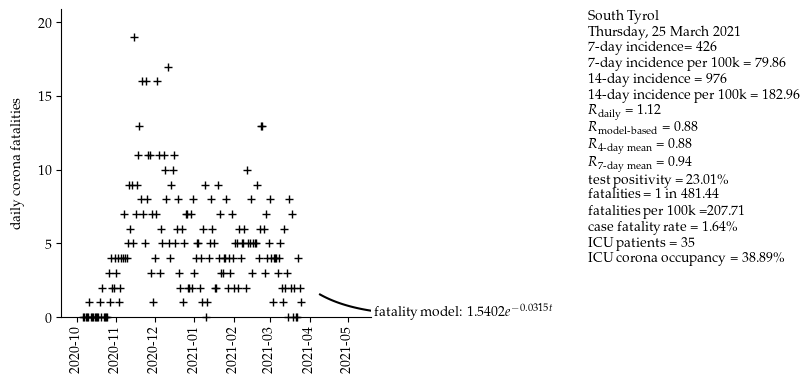 South Tyrol
Thursday, 25 March 2021
7-day incidence= 426
7-day incidence per 100k = 79.86
14-day incidence = 976
14-day incidence per 100k = 182.96
R_daily = 1.12
R_model-based = 0.88
R_4-day mean = 0.88
R_7-day mean = 0.94
test positivity = 23.01%
fatalities = 1 in 481.44
fatalities per 100k =207.71
case fatality rate = 1.64%
ICU patients = 35
ICU corona occupancy = 38.89%
daily corona fatalities
20
15
10
5
0
fatality model: 1.5402e^{-0.0315t}
2020-10
2020-11
2020-12
2021-01
2021-02
2021-03
2021-04
2021-05